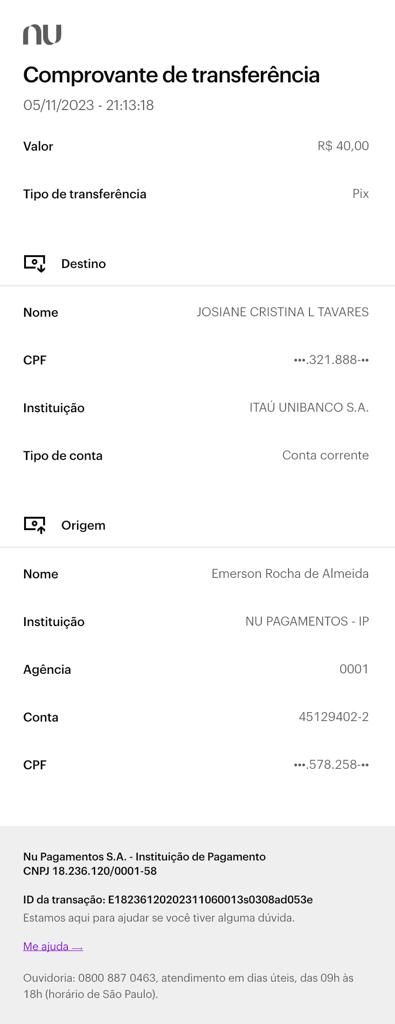 nu
Comprovante de transferência
05/11/2023 - 21:13:18
Valor R$ 40,00
Tipo de transferência Pix
Destino
Nome JOSIANE CRISTINA L TAVARES
CPF •••.321.888-••
Instituição ITAÚ UNIBANCO S.A.
Tipo de conta Conta corrente
Origem
Nome Emerson Rocha de Almeida
Instituição NU PAGAMENTOS - IP
Agência 0001
Conta 45129402-2
CPF •••.578.258-••
Nu Pagamentos S.A. - Instituição de Pagamento
CNPJ 18.236.120/0001-58
ID da transação: E18236120202311060013s0308ad053e
Estamos aqui para ajudar se você tiver alguma dúvida.
Me ajuda
Ouvidoria: 0800 887 0463, atendimento em dias úteis, das 09h às
18h (horário de São Paulo).